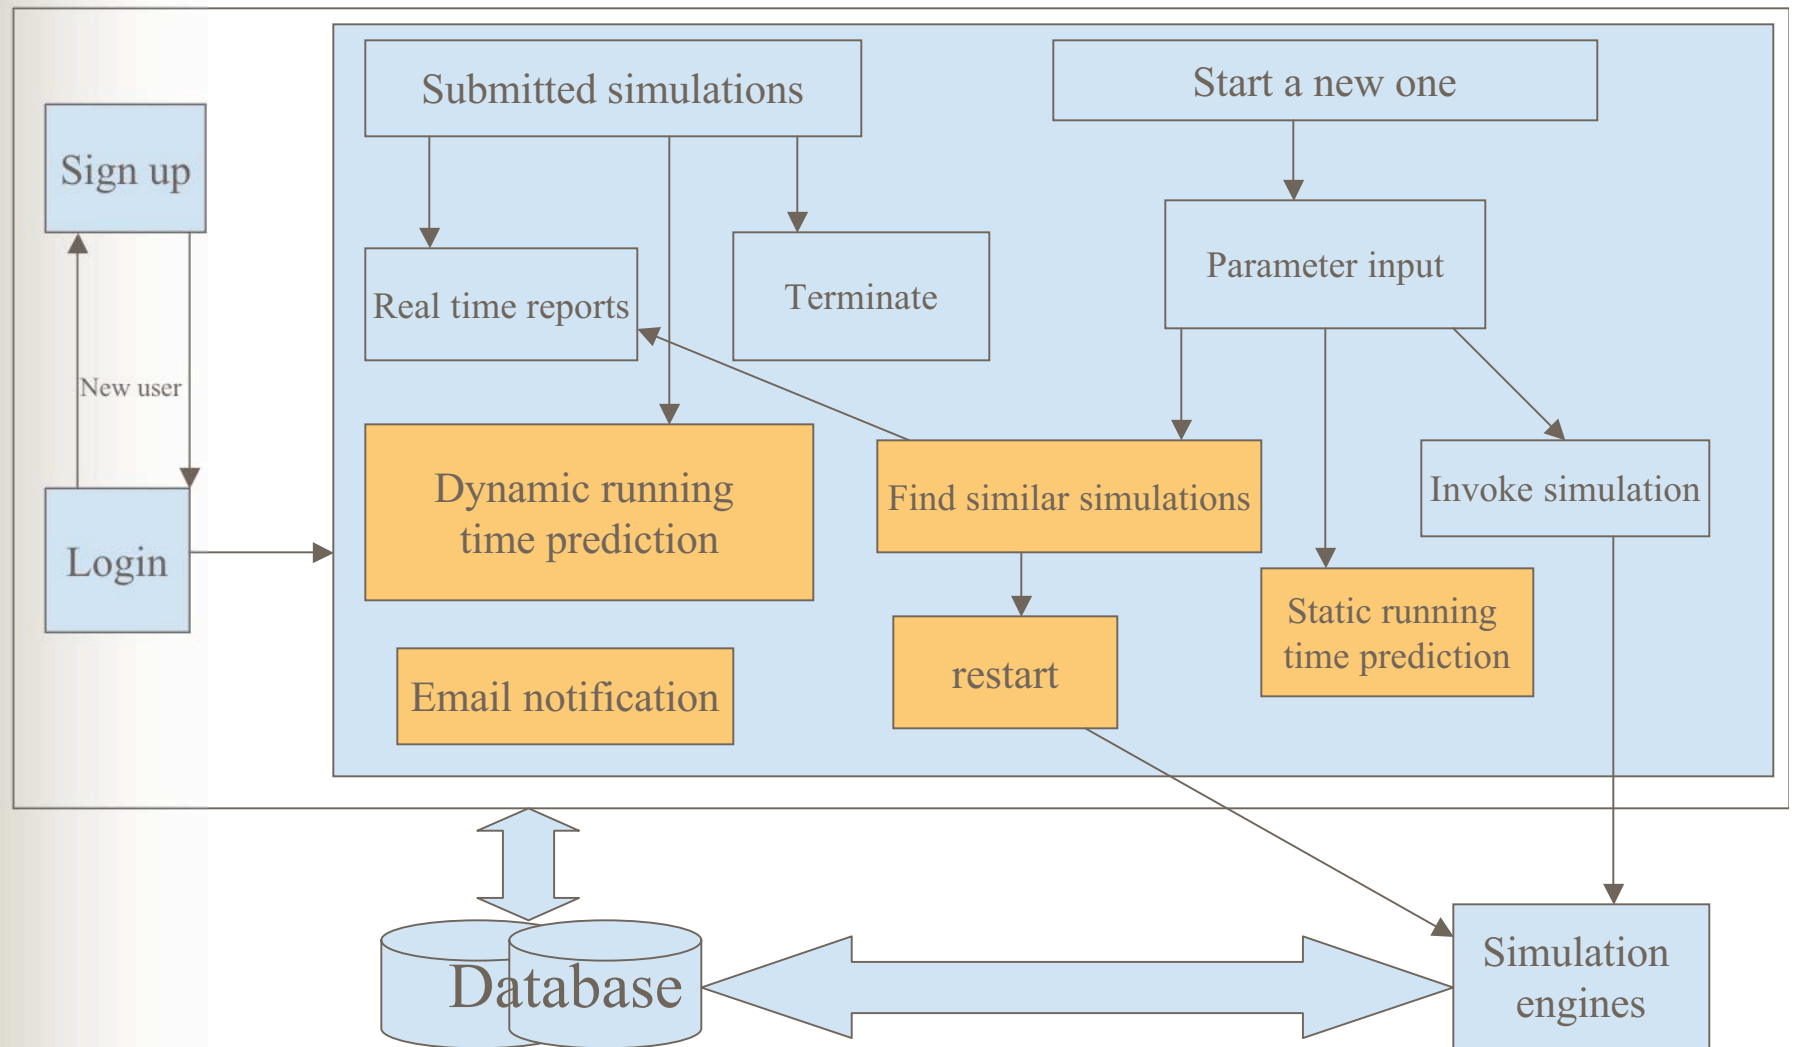 Submitted simulations
Start a new one
Sign up
Parameter input
Real time reports
Terminate
New user
Dynamic running
time prediction
Find similar simulations
Invoke simulation
Login
Static running
time prediction
restart
Email notification
Database
Simulation
engines